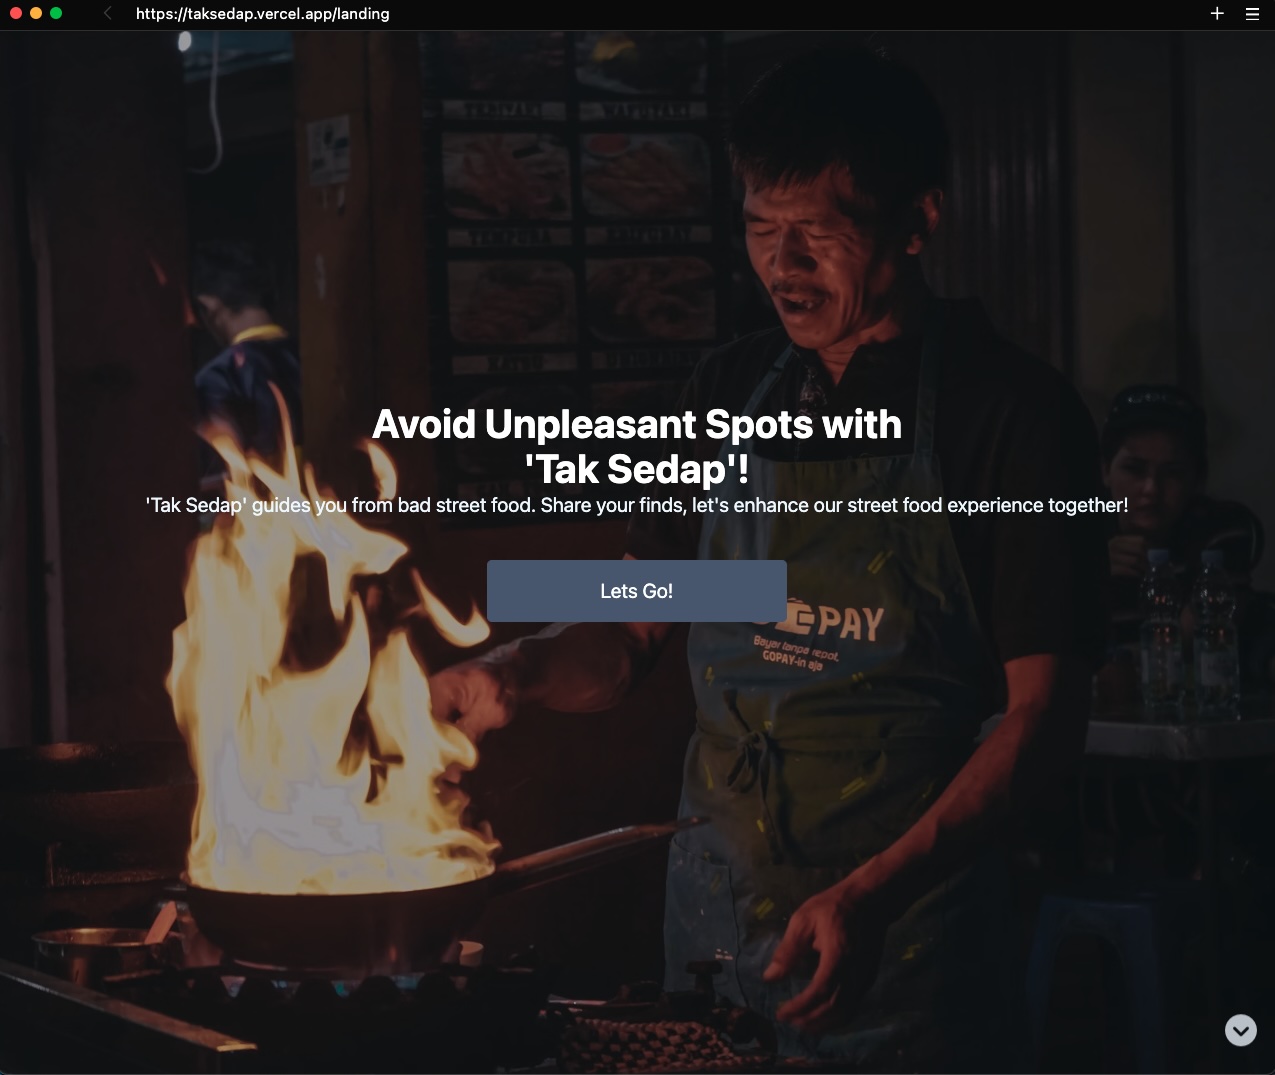 https://taksedap.vercel.app/landing
TEMPURA
KATSU
Avoid Unpleasant Spots with
'Tak Sedap'!
'Tak Sedap' guides you from bad street food. Share your finds, let's enhance our street food experience together!
Lets Go!
PAY
Bayar tanpa repot,
GOPAY-in aja